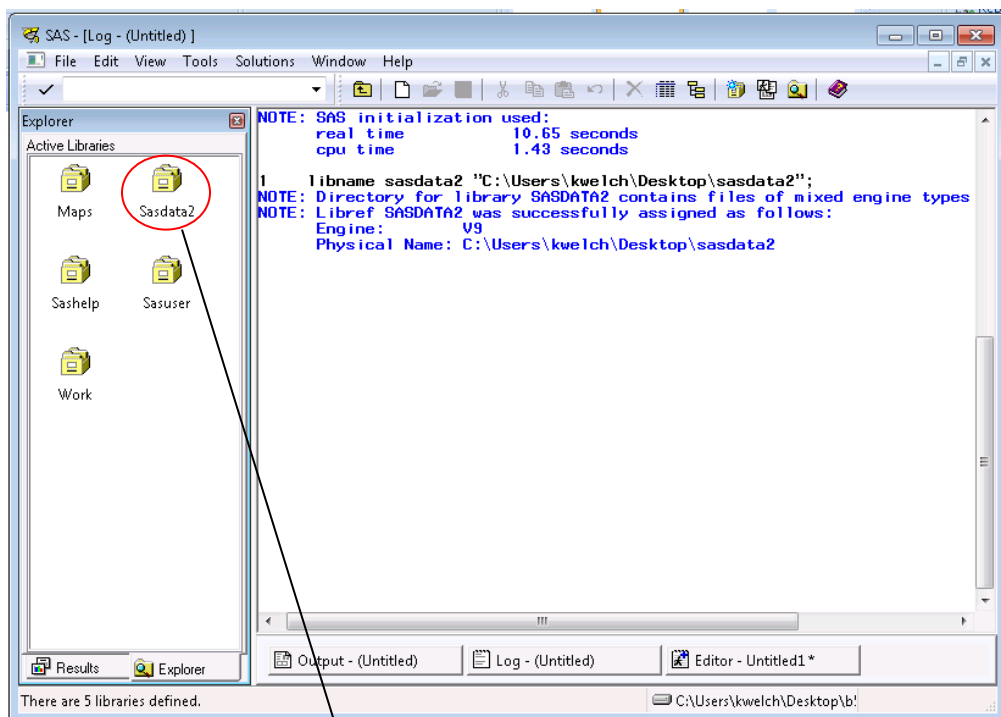 SAS - [Log - (Untitled) ]
File Edit View Tools Solutions Window Help
Explorer
Active Libraries
Maps
Sasdata2
Sashelp
Sasuser
Work
NOTE: SAS initialization used:
real time 10.65 seconds
cpu time 1.43 seconds
1 libname sasdata2 "C:\Users\kwelch\Desktop\sasdata2";
NOTE: Directory for library SASDATA2 contains files of mixed engine types
NOTE: Libref SASDATA2 was successfully assigned as follows:
Engine: V9
Physical Name: C:\Users\kwelch\Desktop\sasdata2
Results
Explorer
Output - (Untitled)
Log - (Untitled)
Editor - Untitled1 *
There are 5 libraries defined.
C:\Users\kwelch\Desktop\